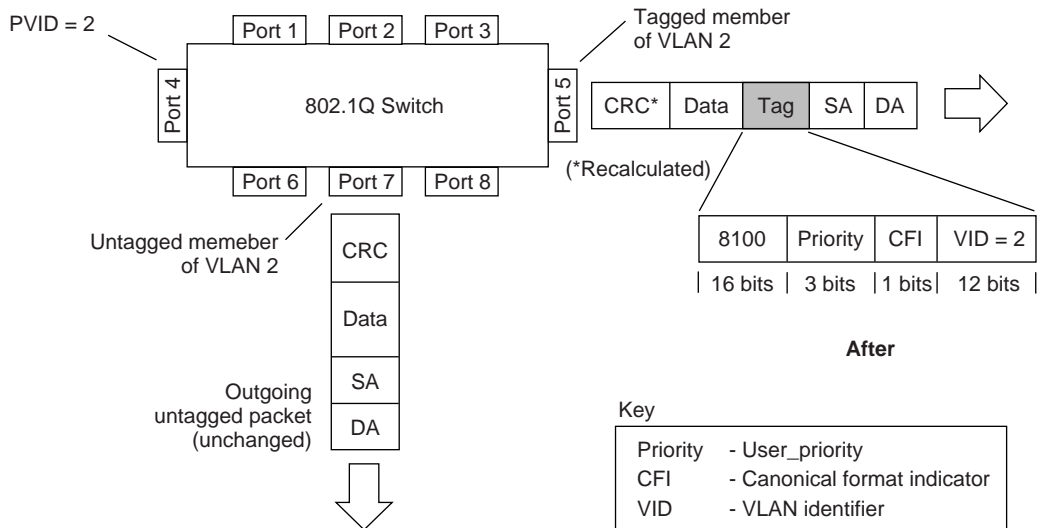 PVID = 2
Port 1
Port 2
Port 3
Tagged member
of VLAN 2
Port 4
802.1Q Switch
Port 5
CRC*
Data
Tag
SA
DA
(*Recalculated)
Port 6
Port 7
Port 8
Untagged memeber
of VLAN 2
8100
Priority
CFI
VID = 2
16 bits
3 bits
1 bits
12 bits
CRC
Data
SA
DA
After
Outgoing
untagged packet
(unchanged)
Key
Priority - User_priority
CFI - Canonical format indicator
VID - VLAN identifier